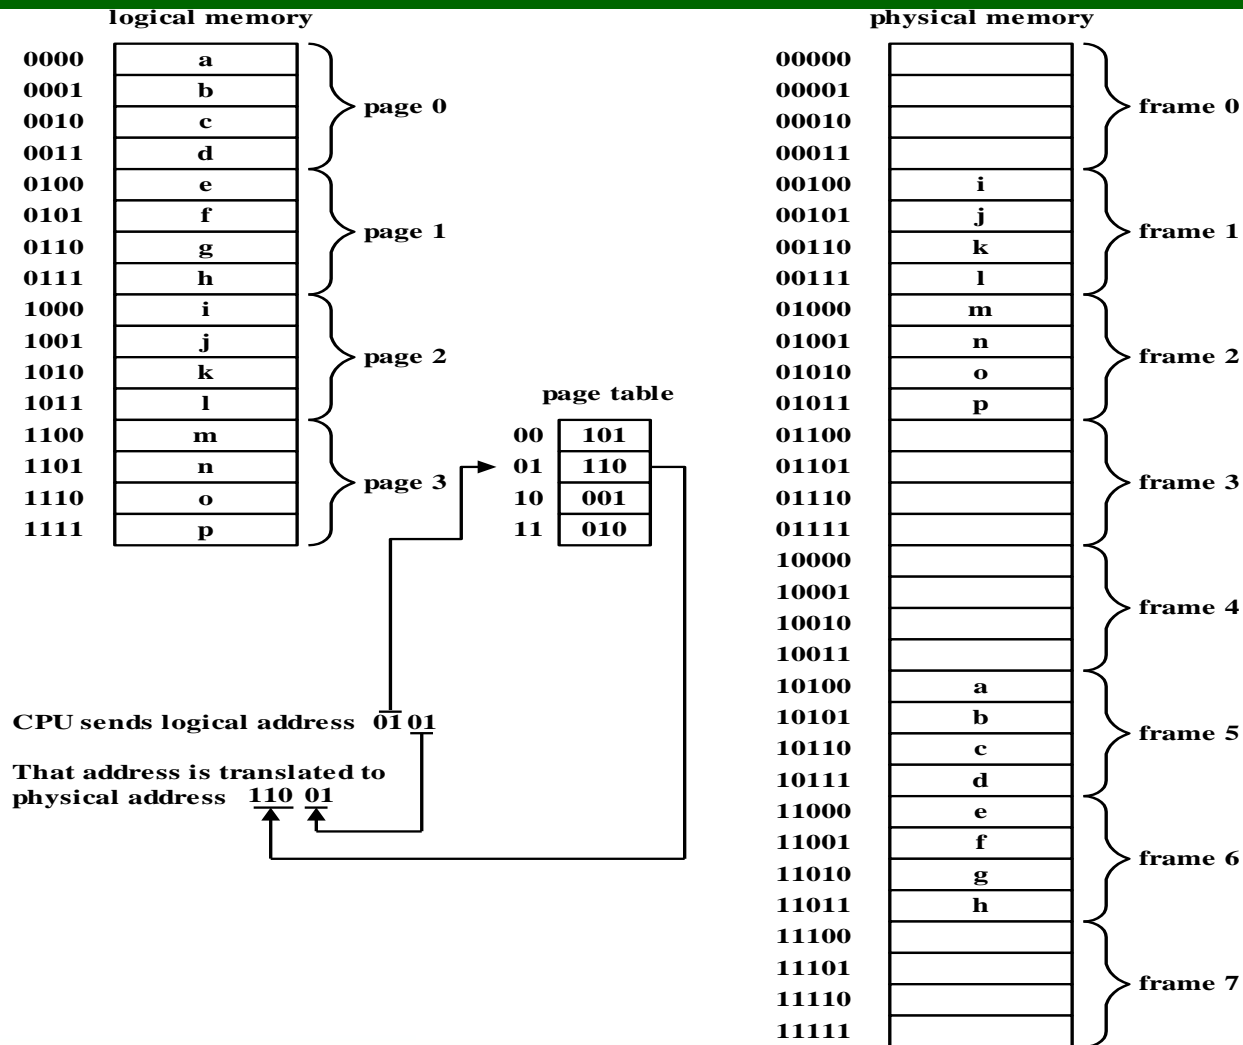 logical memory
0000 a
0001 b
0010 c
0011 d
page 0
0100 e
0101 f
0110 g
0111 h
page 1
1000 i
1001 j
1010 k
1011 l
page 2
1100 m
1101 n
1110 o
1111 p
page 3
page table
00 101
01 110
10 001
11 010
CPU sends logical address 01 01
That address is translated to
physical address 110 01
physical memory
00000
00001
00010
00011
frame 0
00100 i
00101 j
00110 k
00111 l
frame 1
01000 m
01001 n
01010 o
01011 p
frame 2
01100
01101
01110
01111
frame 3
10000
10001
10010
10011
frame 4
10100 a
10101 b
10110 c
10111 d
frame 5
11000 e
11001 f
11010 g
11011 h
frame 6
11100
11101
11110
11111
frame 7